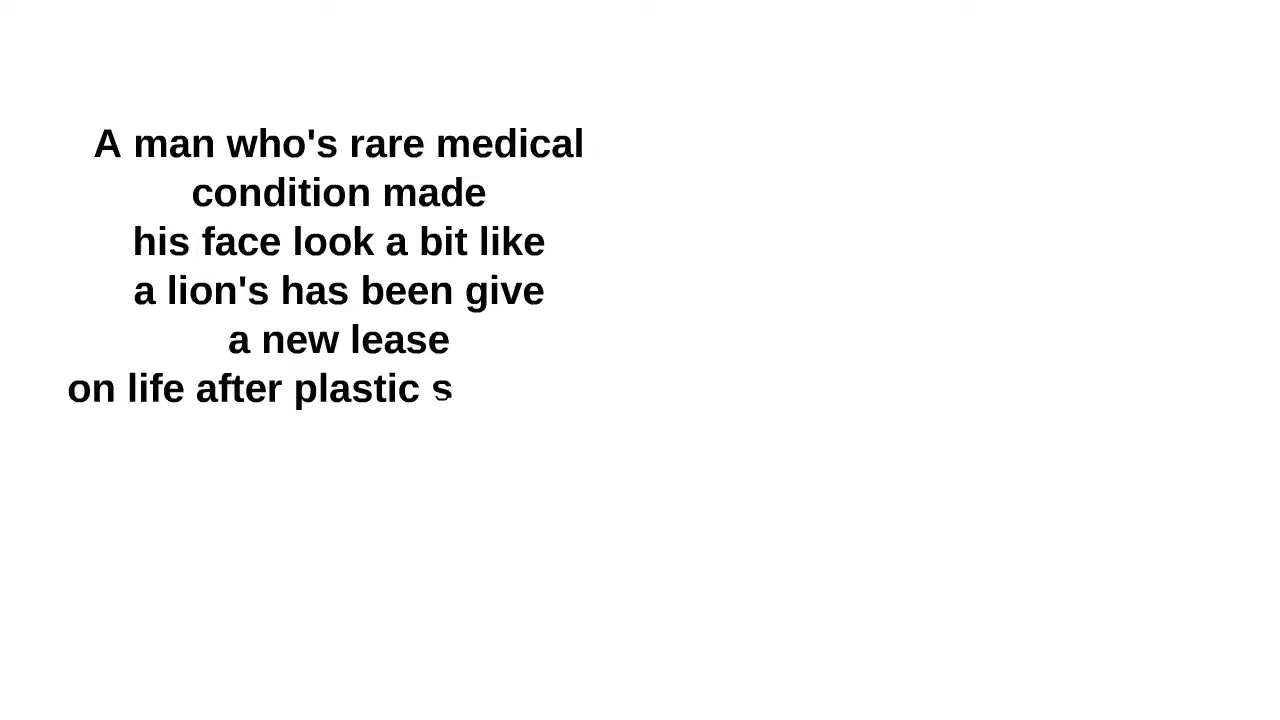 A man who's rare medical
condition made
his face look a bit like
a lion's has been give
a new lease
on life after plastic s